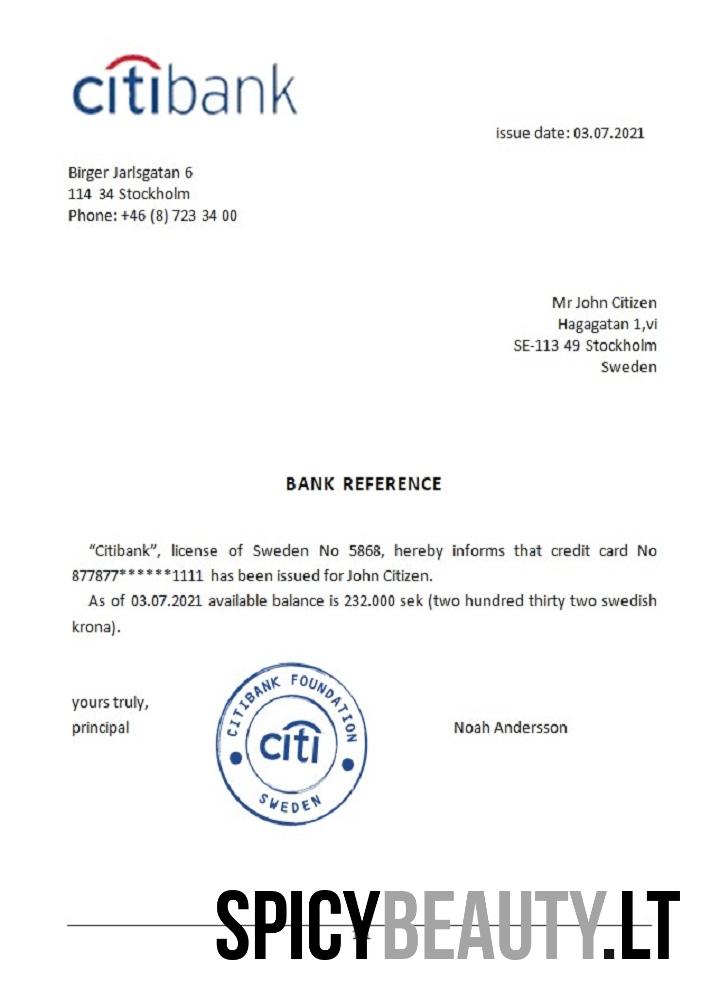 citibank
issue date: 03.07.2021
Birger Jarlsgatan 6
114 34 Stockholm
Phone: +46 (8) 723 34 00
Mr John Citizen
Hagagatan 1,vi
SE-113 49 Stockholm
Sweden
BANK REFERENCE
“Citibank”, license of Sweden No 5868, hereby informs that credit card No
877877******1111 has been issued for John Citizen.
As of 03.07.2021 available balance is 232.000 sek (two hundred thirty two swedish
krona).
yours truly,
principal
CITIBANK FOUNDATION
citi
SWEDEN
Noah Andersson
SPICYBEAUTY.LT